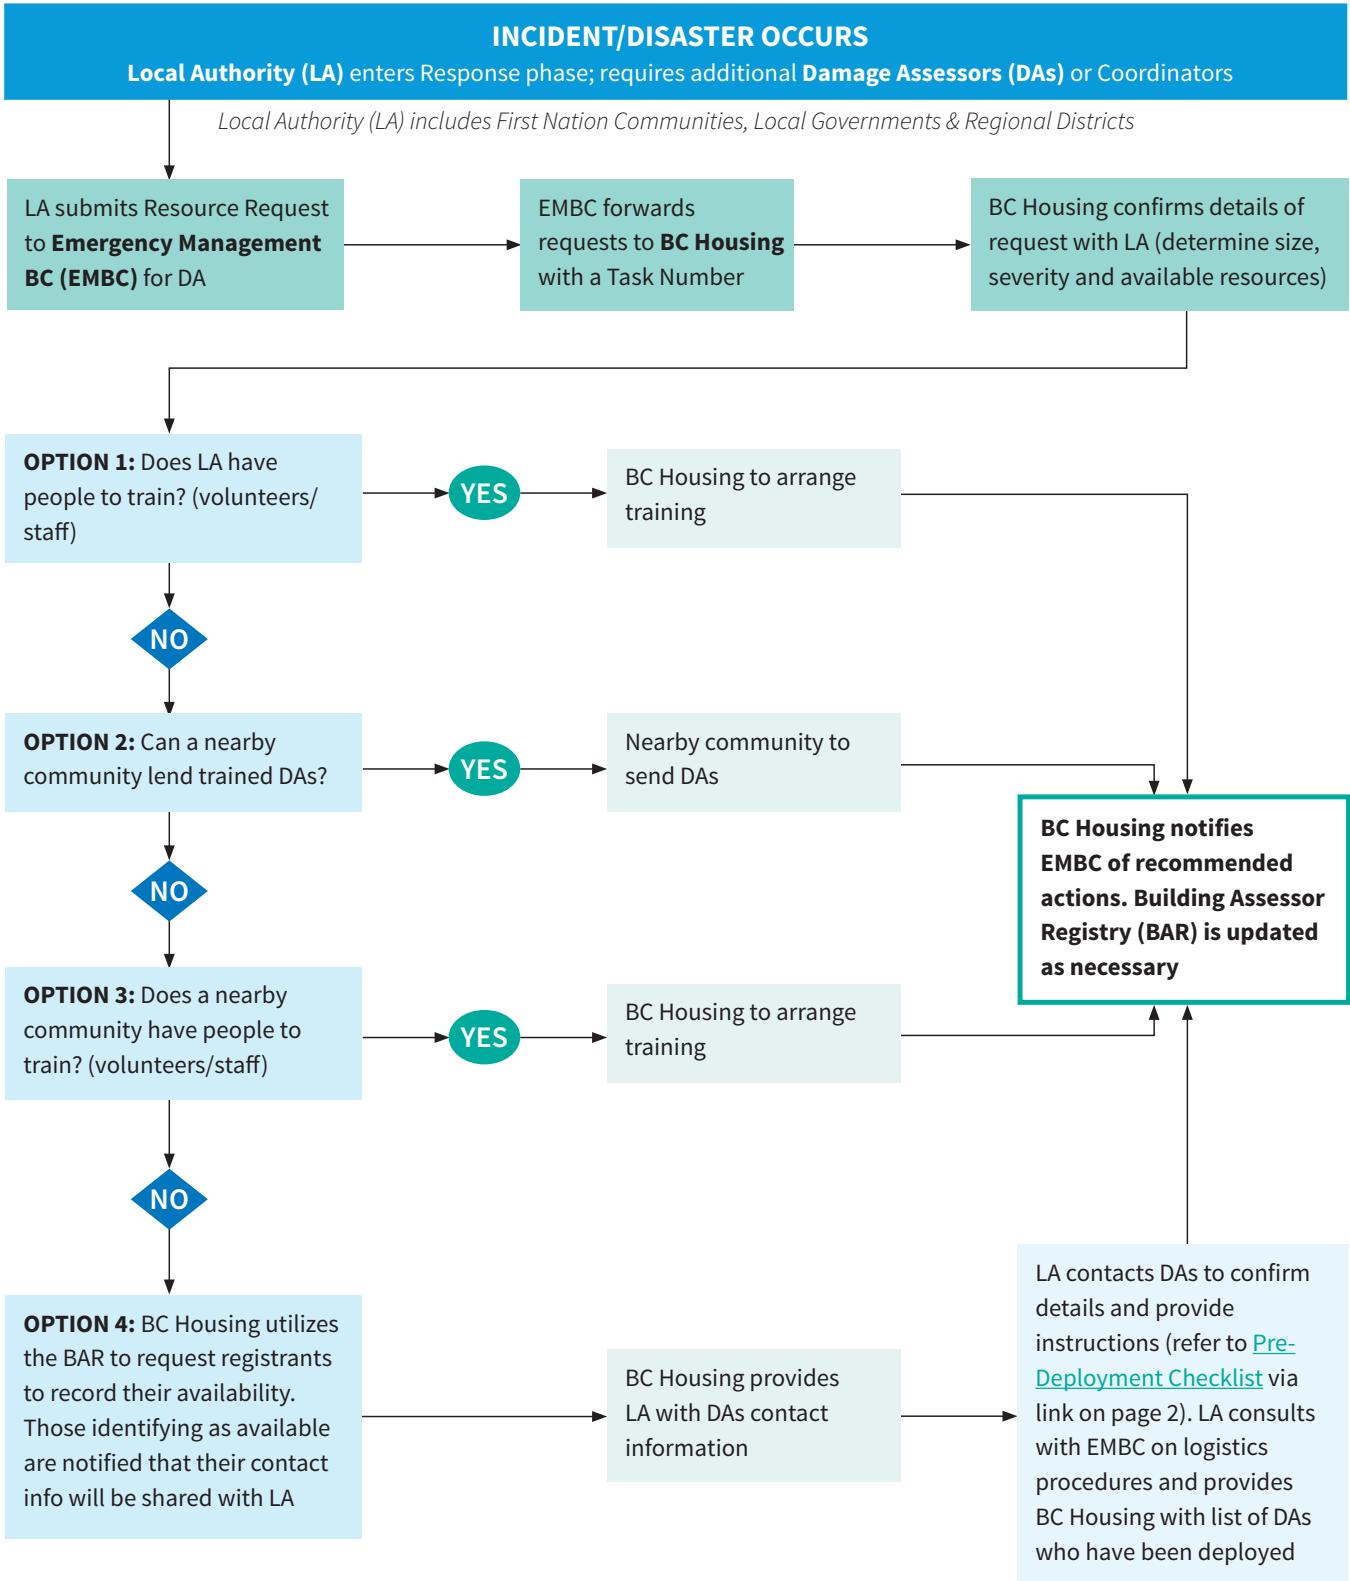 INCIDENT/DISASTER OCCURS
Local Authority (LA) enters Response phase; requires additional Damage Assessors (DAs) or Coordinators
Local Authority (LA) includes First Nation Communities, Local Governments & Regional Districts
LA submits Resource Request
to Emergency Management
BC (EMBC) for DA
EMBC forwards
requests to BC Housing
with a Task Number
BC Housing confirms details of
request with LA (determine size,
severity and available resources)
OPTION 1: Does LA have
people to train? (volunteers/
staff)
YES
BC Housing to arrange
training
NO
OPTION 2: Can a nearby
community lend trained DAs?
YES
Nearby community to
send DAs
BC Housing notifies
EMBC of recommended
actions. Building Assessor
Registry (BAR) is updated
as necessary
NO
OPTION 3: Does a nearby
community have people to
train? (volunteers/staff)
YES
BC Housing to arrange
training
NO
OPTION 4: BC Housing utilizes
the BAR to request registrants
to record their availability.
Those identifying as available
are notified that their contact
info will be shared with LA
BC Housing provides
LA with DAs contact
information
LA contacts DAs to confirm
details and provide
instructions (refer to Pre-
Deployment Checklist via
link on page 2). LA consults
with EMBC on logistics
procedures and provides
BC Housing with list of DAs
who have been deployed